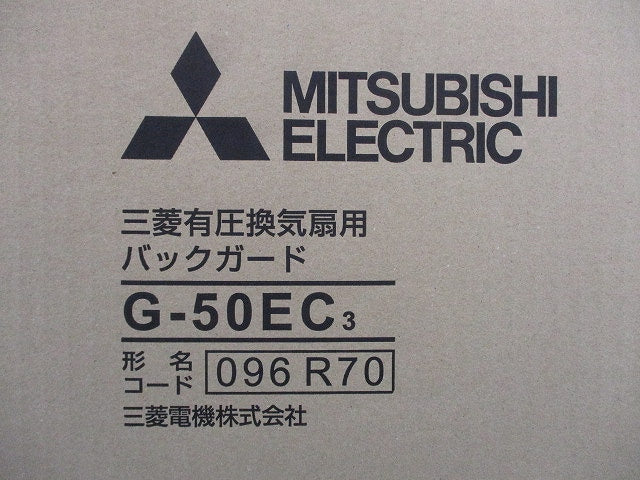 MITSUBISHI
ELECTRIC
三菱有圧換気扇用
バックガード
G-50EC3
形名
コード 096 R70
三菱電機株式会社